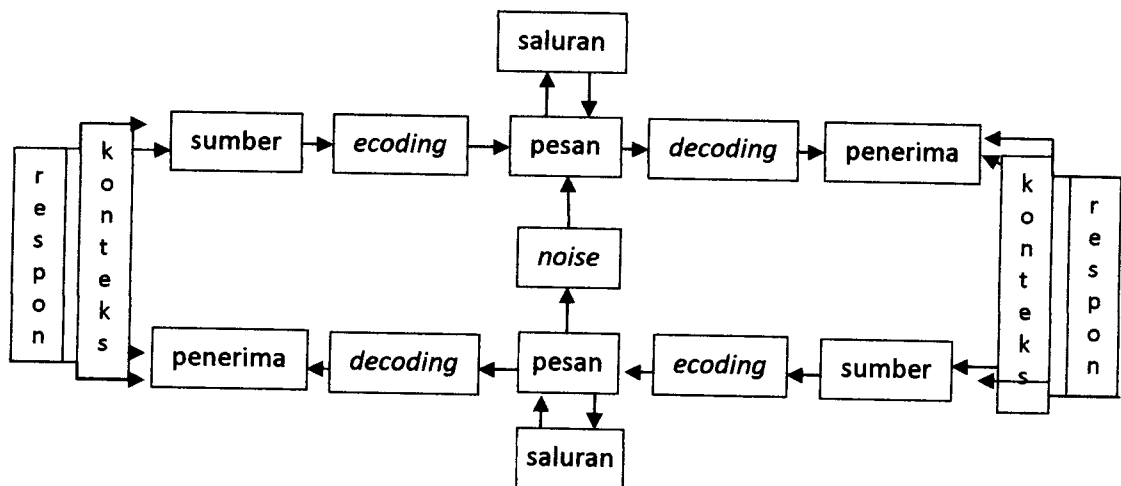 saluran
sumber
ecoding
pesan
decoding
penerima
konteks
respon
konteks
respon
noise
penerima
decoding
pesan
ecoding
sumber
saluran